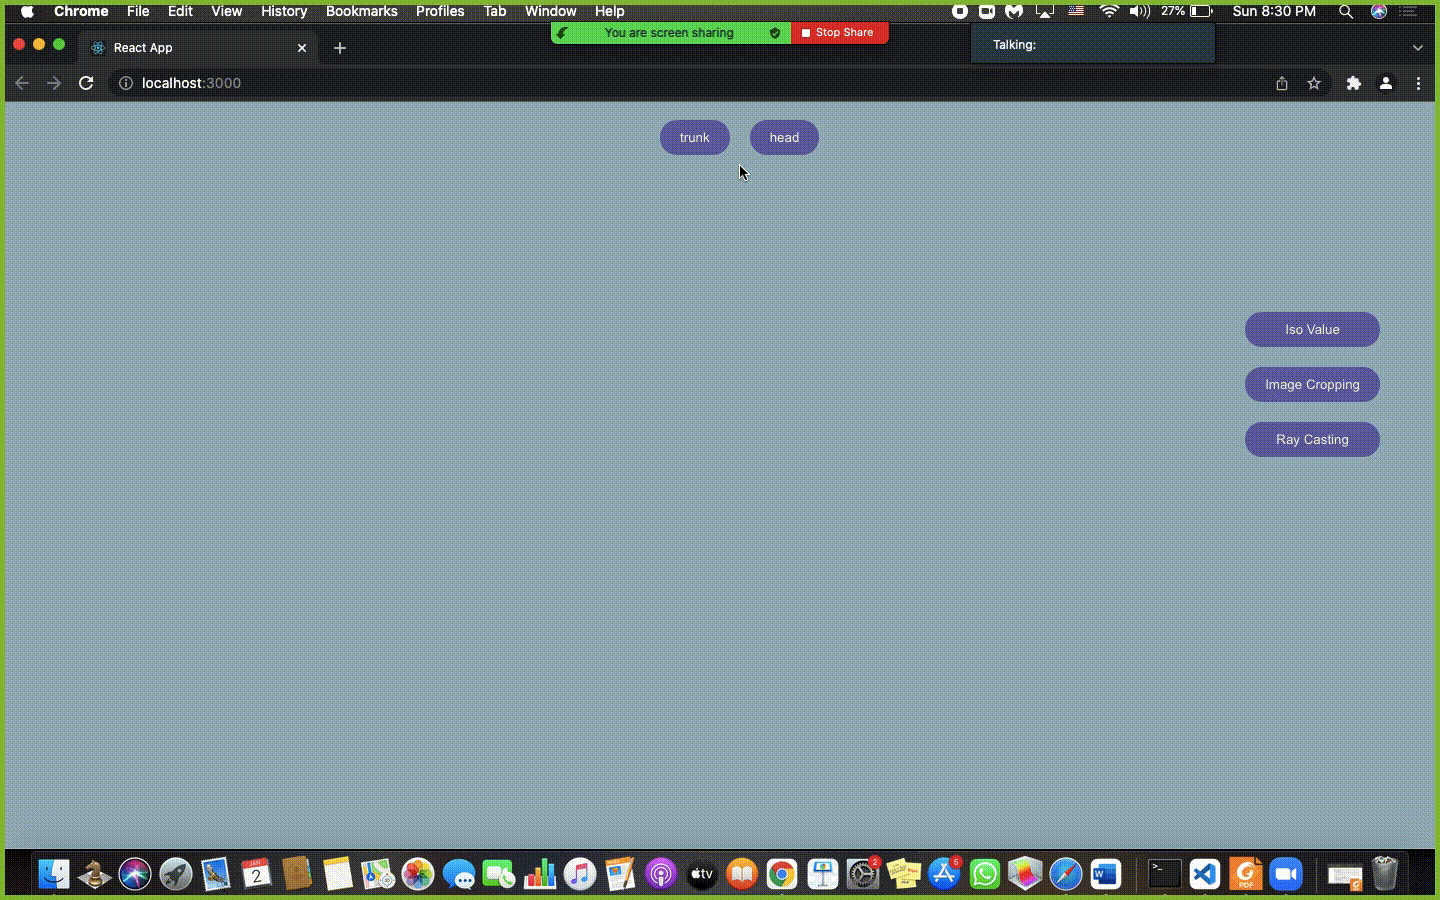 Chrome File Edit View History Bookmarks Profiles Tab Window Help 27% Sun 8:30 PM
You are screen sharing Stop Share
Talking:
React App
localhost:3000
trunk head
Iso Value
Image Cropping
Ray Casting
JAN
2
tv
2
5
>_
W
PDF